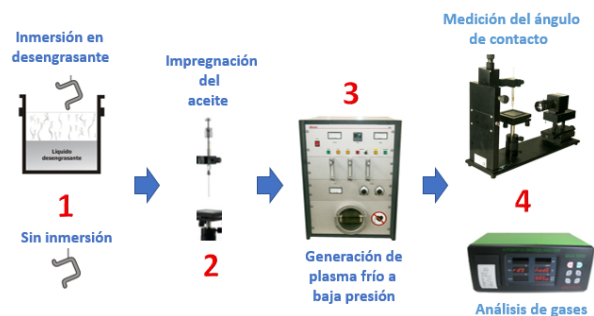 Inmersión en
desengrasante
Líquido
desengrasante
1
Sin inmersión
Impregnación
del
aceite
2
3
Generación de
plasma frío a
baja presión
Medición del ángulo
de contacto
4
Análisis de gases